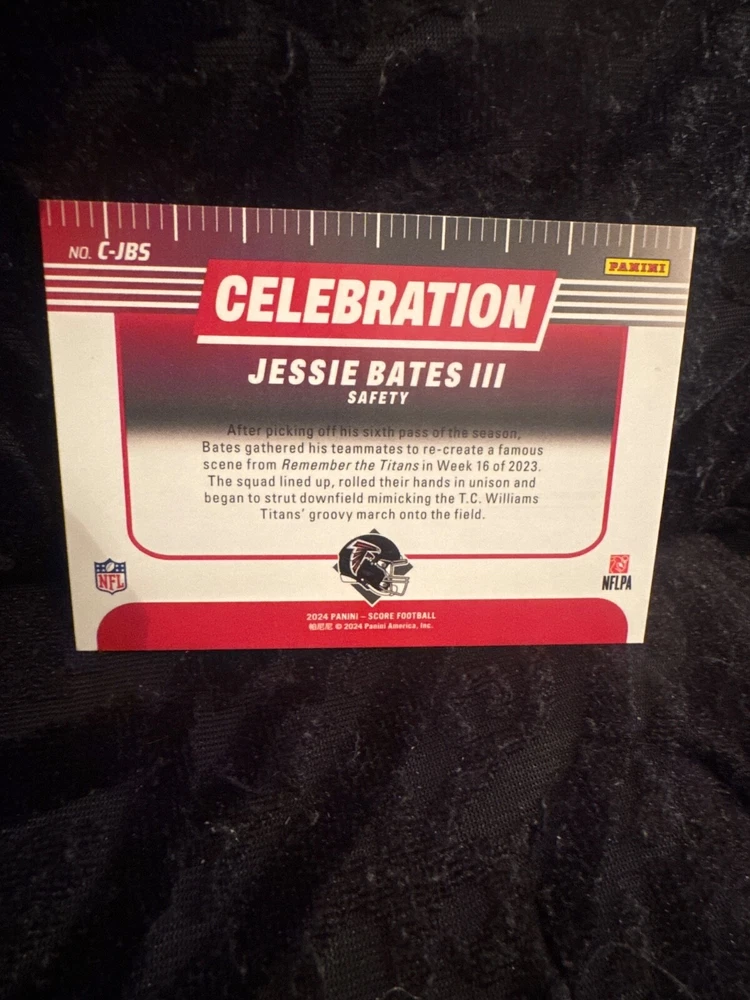 NO. C-JBS
PANINI
CELEBRATION
JESSIE BATES III
SAFETY
After picking off his sixth pass of the season,
Bates gathered his teammates to re-create a famous
scene from Remember the Titans in Week 16 of 2023.
The squad lined up, rolled their hands in unison and
began to strut downfield mimicking the T.C. Williams
Titans' groovy march onto the field.
NFL
NFLPA
2024 PANINI – SCORE FOOTBALL
帕尼尼 © 2024 Panini America, Inc.